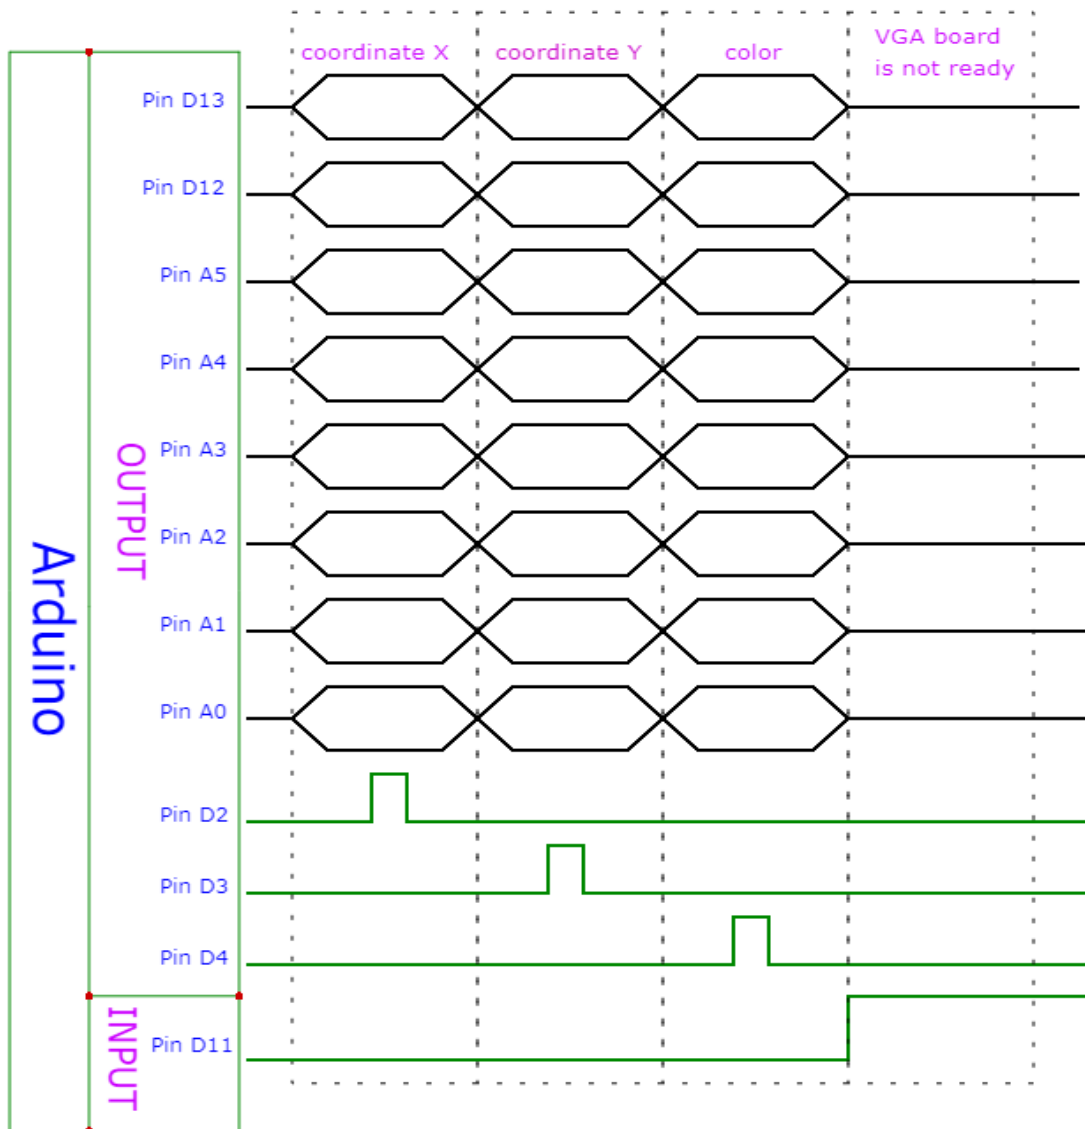 coordinate X
coordinate Y
color
VGA board
is not ready
Pin D13
Pin D12
Pin A5
Pin A4
Pin A3
Pin A2
Pin A1
Pin A0
Pin D2
Pin D3
Pin D4
Pin D11
Arduino
OUTPUT
INPUT